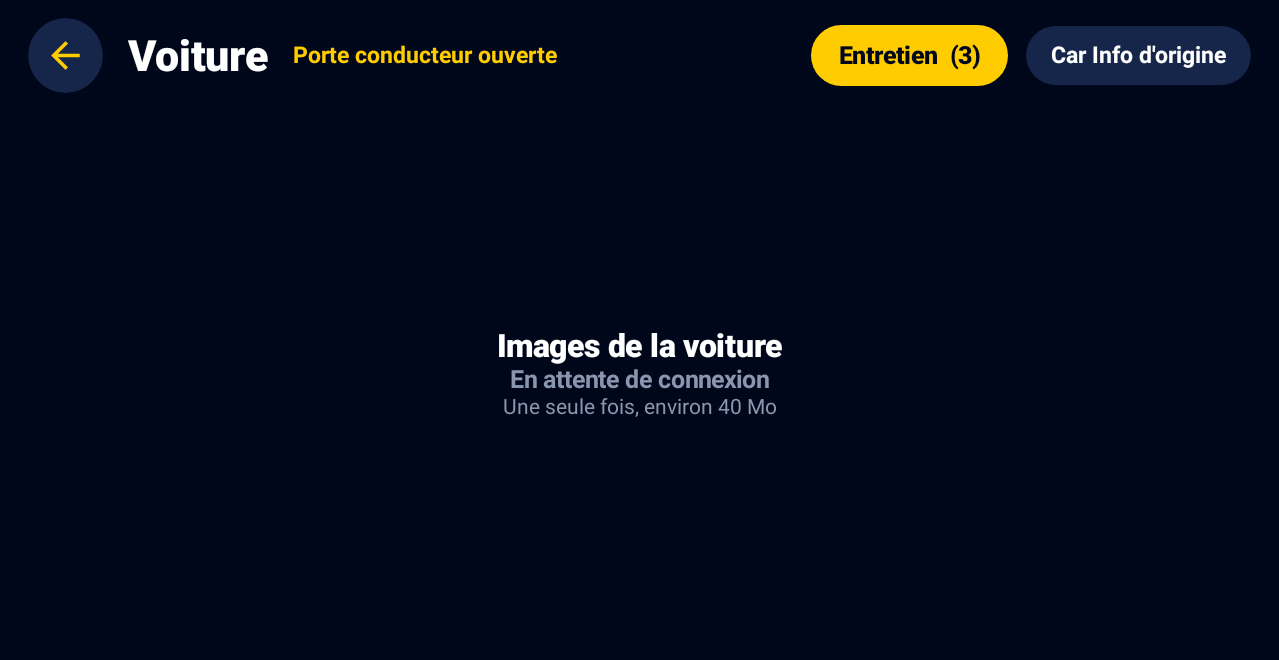 Voiture
Porte conducteur ouverte
Entretien (3)
Car Info d'origine
Images de la voiture
En attente de connexion
Une seule fois, environ 40 Mo